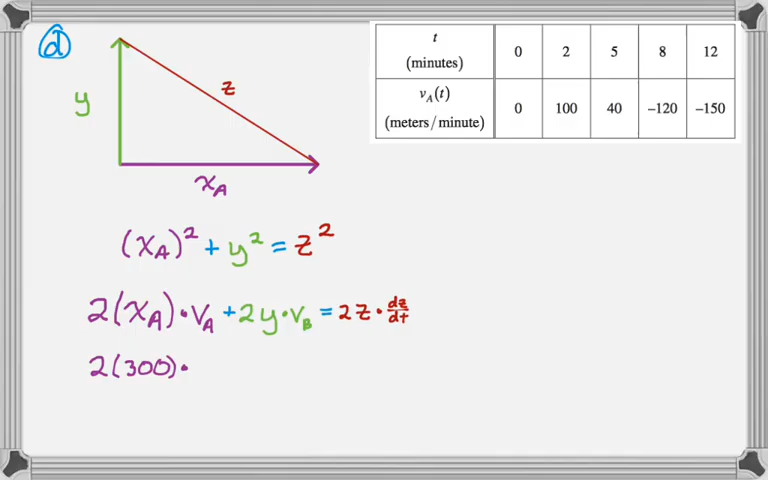 d
y
z
x_A
t (minutes) 0 2 5 8 12
v_A(t) (meters/minute) 0 100 40 –120 –150
(x_A)² + y² = z²
2(x_A)·v_A + 2y·v_B = 2z·dz/dt
2(300)·